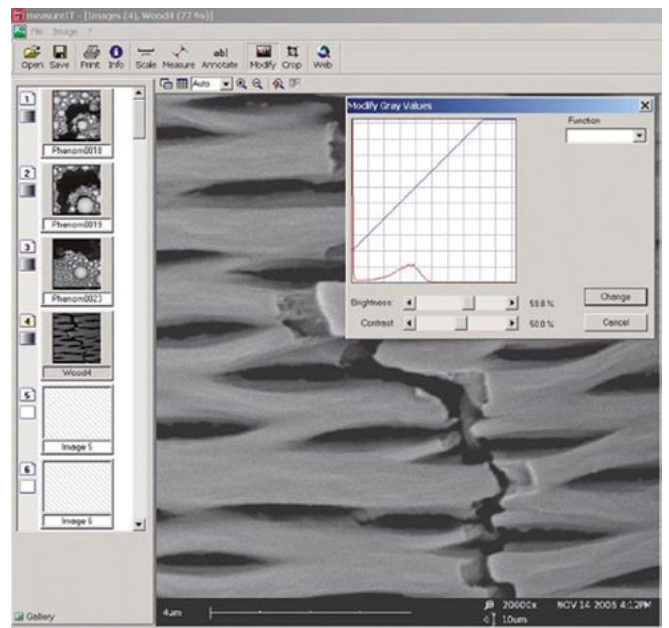 measureIT - [Images (4), Wood4 (72%)]
File Image ?
Open Save Print Info Scale Measure Annotate Modify Crop Web
Auto
1
Phenom0018
2
Phenom0019
3
Phenom0023
4
Wood4
5
Image 5
6
Image 6
Gallery
Modify Gray Values
Function
Brightness:
Change
Contrast:
50.0 %
Cancel
4um
20000x NOV 14 2005 4:12PM
10um